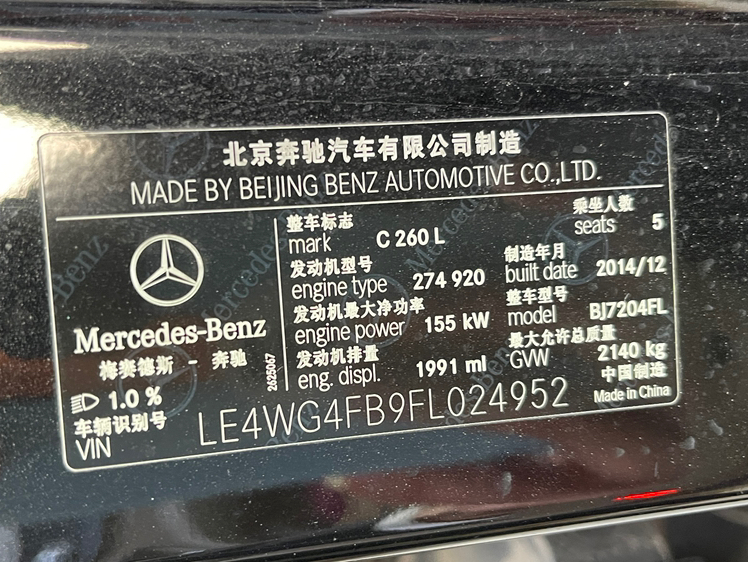 北京奔驰汽车有限公司制造
MADE BY BEIJING BENZ AUTOMOTIVE CO.,LTD.
Mercedes-Benz
梅赛德斯 - 奔驰
1.0 %
2625067
整车标志
mark C 260 L
乘坐人数
seats 5
发动机型号
engine type 274 920
制造年月
built date 2014/12
发动机最大净功率
engine power 155 kW
整车型号
model BJ7204FL
发动机排量
eng. displ. 1991 ml
最大允许总质量
GVW 2140 kg
中国制造
Made in China
车辆识别号
VIN LE4WG4FB9FL024952